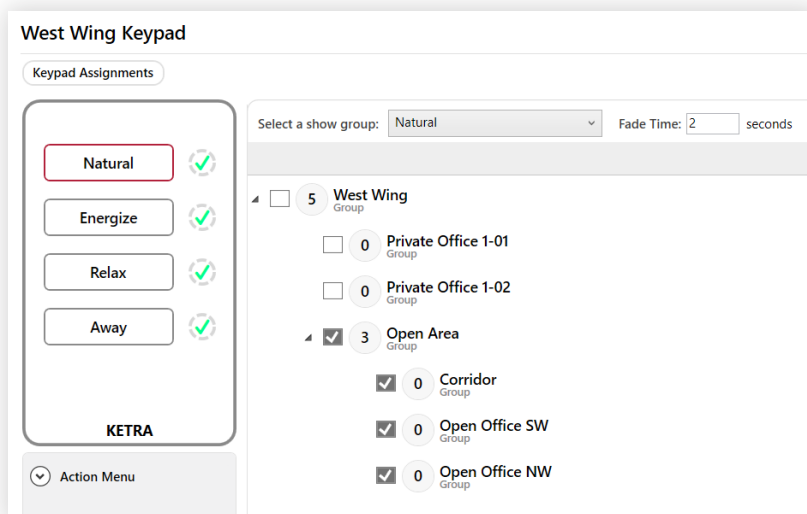 West Wing Keypad
Keypad Assignments
Natural
Energize
Relax
Away
KETRA
Action Menu
Select a show group: Natural Fade Time: 2 seconds
5 West Wing
Group
0 Private Office 1-01
Group
0 Private Office 1-02
Group
3 Open Area
Group
0 Corridor
Group
0 Open Office SW
Group
0 Open Office NW
Group